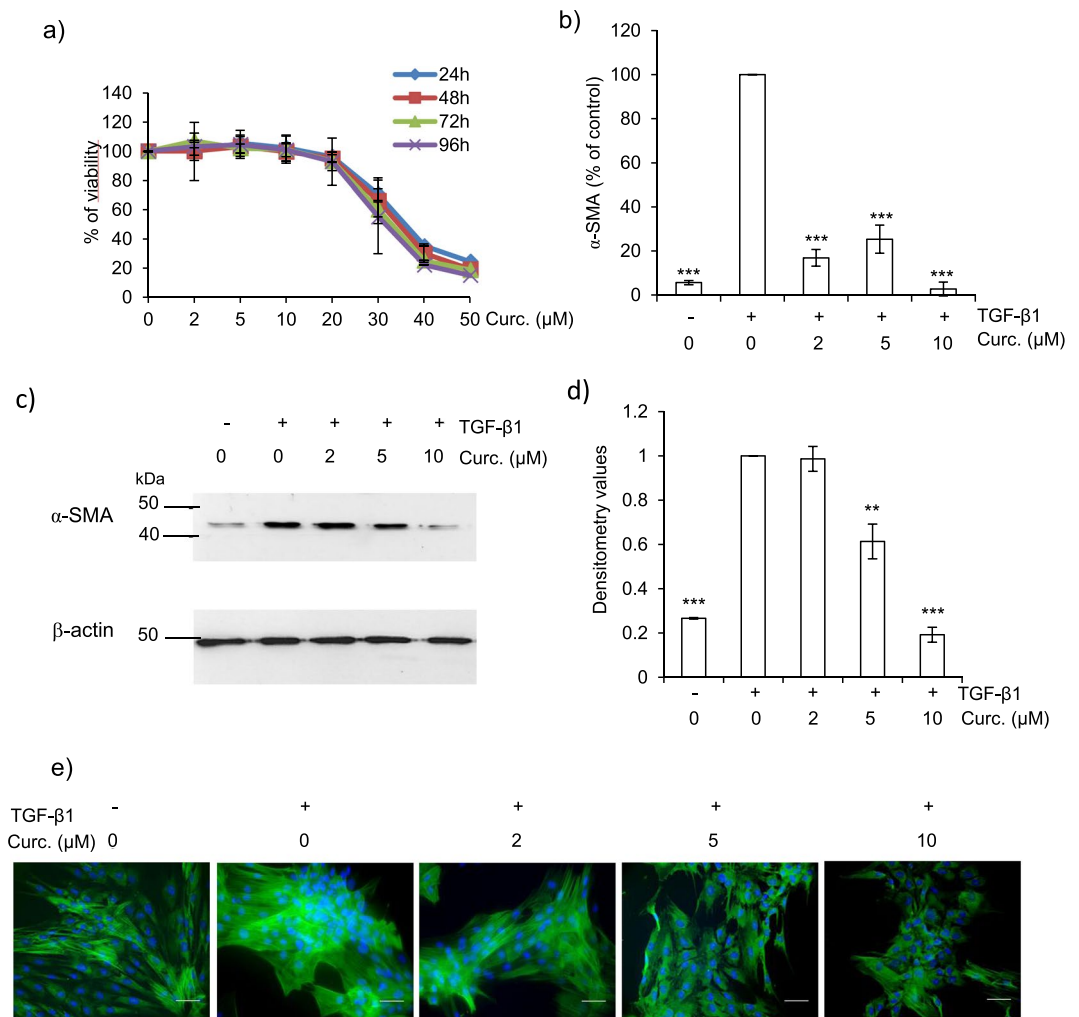 a)
24h
48h
72h
96h
% of viability
140
120
100
80
60
40
20
0
0 2 5 10 20 30 40 50 Curc. (µM)
b)
α-SMA (% of control)
120
100
80
60
40
20
0
***
***
***
***
- + + + + TGF-β1
0 0 2 5 10 Curc. (µM)
c)
- + + + + TGF-β1
0 0 2 5 10 Curc. (µM)
kDa
α-SMA
50
40
β-actin
50
d)
Densitometry values
1.2
1
0.8
0.6
0.4
0.2
0
***
**
***
- + + + + TGF-β1
0 0 2 5 10 Curc. (µM)
e)
TGF-β1 - + + + +
Curc. (µM) 0 0 2 5 10